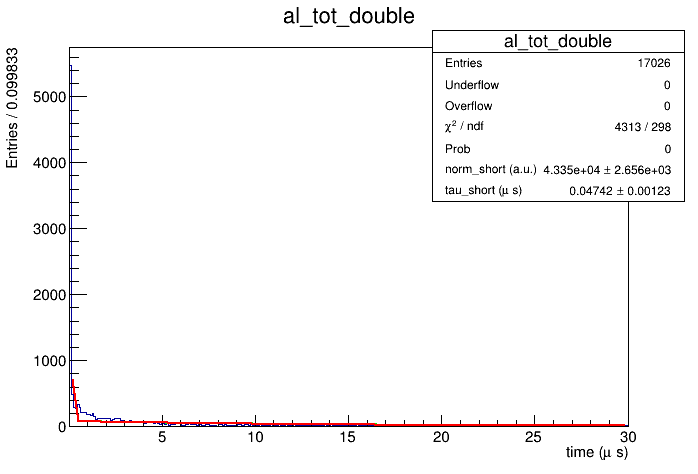 al_tot_double
al_tot_double
Entries 17026
Underflow 0
Overflow 0
χ² / ndf 4313 / 298
Prob 0
norm_short (a.u.) 4.335e+04 ± 2.656e+03
tau_short (μ s) 0.04742 ± 0.00123
Entries / 0.099833
5000
4000
3000
2000
1000
0
5 10 15 20 25 30
time (μ s)